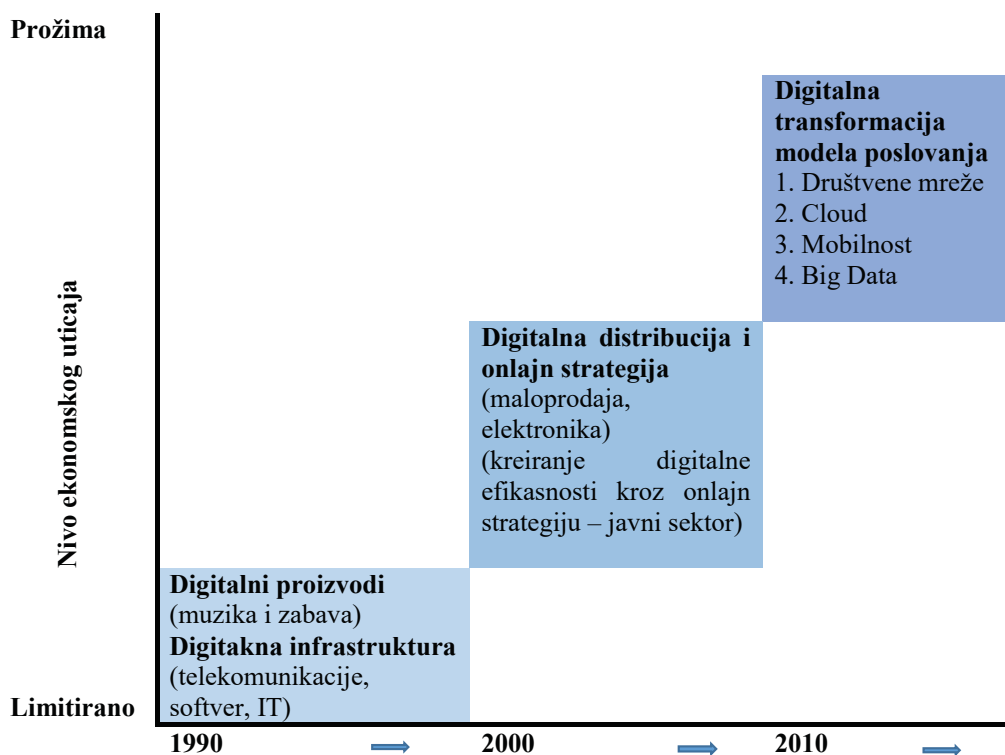 Prožima
Digitalna
transformacija
modela poslovanja
1. Društvene mreže
2. Cloud
3. Mobilnost
4. Big Data
Nivo ekonomskog uticaja
Digitalna distribucija i
onlajn strategija
(maloprodaja,
elektronika)
(kreiranje digitalne
efikasnosti kroz onlajn
strategiju – javni sektor)
Digitalni proizvodi
(muzika i zabava)
Digitakna infrastruktura
(telekomunikacije,
softver, IT)
Limitirano
1990 2000 2010